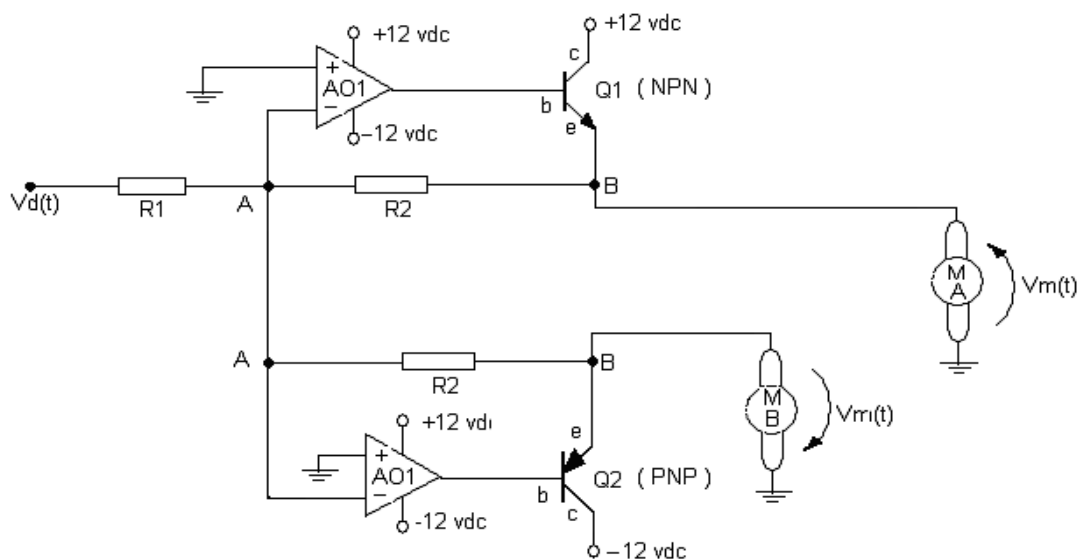 +12 vdc
+12 vdc
c
+
AO1
−
Q1 ( NPN )
b
e
−12 vdc
Vd(t)
R1
A
R2
B
M
A
Vm(t)
A
R2
B
M
B
Vm(t)
+12 vdc
e
+
AO1
−
Q2 ( PNP )
b
c
-12 vdc
−12 vdc